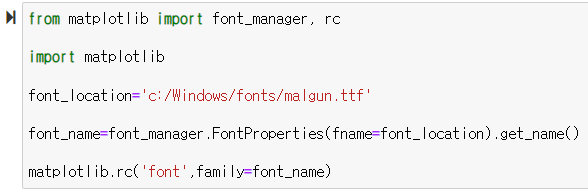 from matplotlib import font_manager, rc
import matplotlib
font_location='c:/Windows/fonts/malgun.ttf'
font_name=font_manager.FontProperties(fname=font_location).get_name()
matplotlib.rc('font',family=font_name)